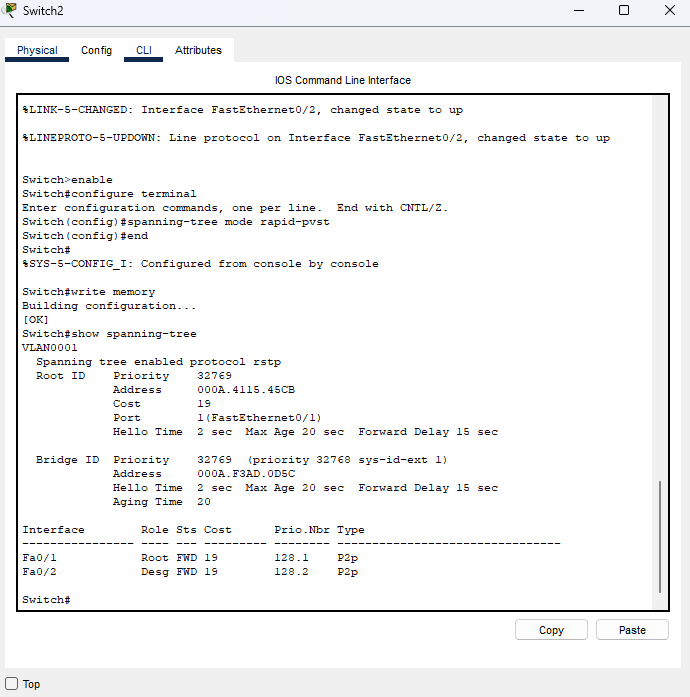 Switch2
Physical Config CLI Attributes
IOS Command Line Interface
%LINK-5-CHANGED: Interface FastEthernet0/2, changed state to up
%LINEPROTO-5-UPDOWN: Line protocol on Interface FastEthernet0/2, changed state to up
Switch>enable
Switch#configure terminal
Enter configuration commands, one per line.  End with CNTL/Z.
Switch(config)#spanning-tree mode rapid-pvst
Switch(config)#end
Switch#
%SYS-5-CONFIG_I: Configured from console by console
Switch#write memory
Building configuration...
[OK]
Switch#show spanning-tree
VLAN0001
  Spanning tree enabled protocol rstp
  Root ID    Priority    32769
             Address     000A.4115.45CB
             Cost        19
             Port        1(FastEthernet0/1)
             Hello Time  2 sec  Max Age 20 sec  Forward Delay 15 sec
  Bridge ID  Priority    32769  (priority 32768 sys-id-ext 1)
             Address     000A.F3AD.0D5C
             Hello Time  2 sec  Max Age 20 sec  Forward Delay 15 sec
             Aging Time  20
Interface        Role Sts Cost      Prio.Nbr Type
---------------- ---- --- --------- -------- --------------------------------
Fa0/1            Root FWD 19        128.1    P2p
Fa0/2            Desg FWD 19        128.2    P2p
Switch#
Copy Paste
Top